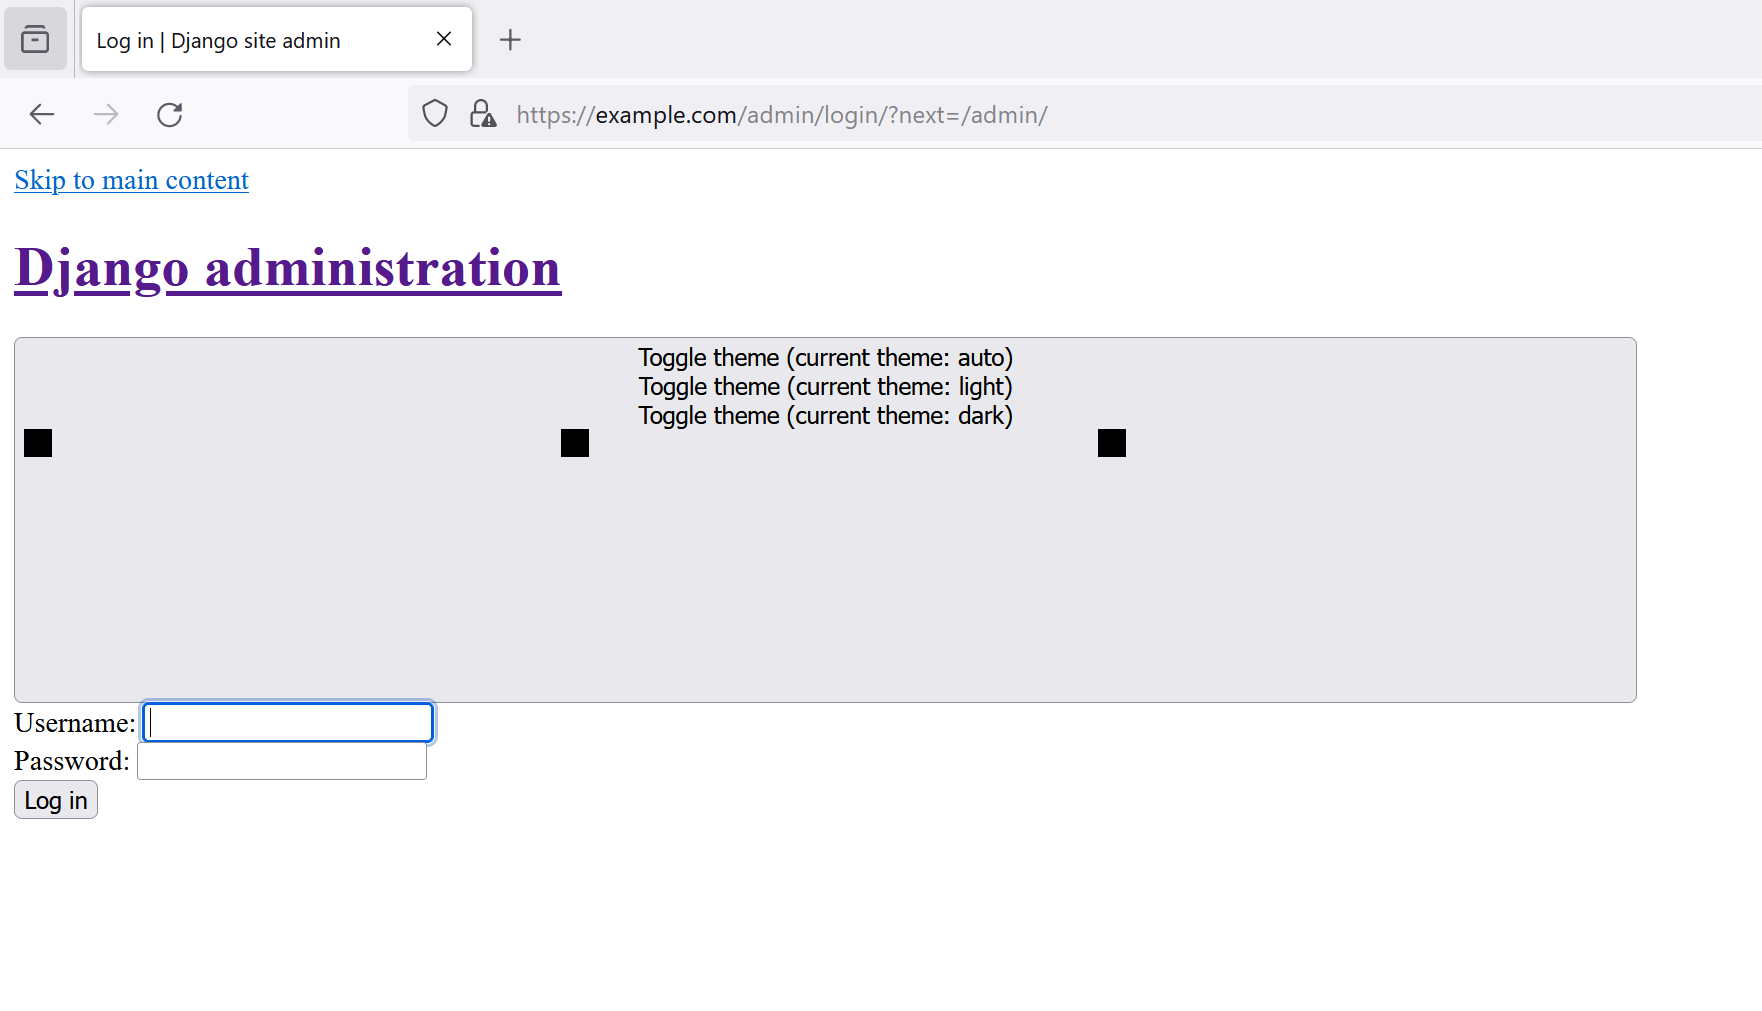 Log in | Django site admin
https://example.com/admin/login/?next=/admin/
Skip to main content
Django administration
Toggle theme (current theme: auto)
Toggle theme (current theme: light)
Toggle theme (current theme: dark)
Username:
Password:
Log in